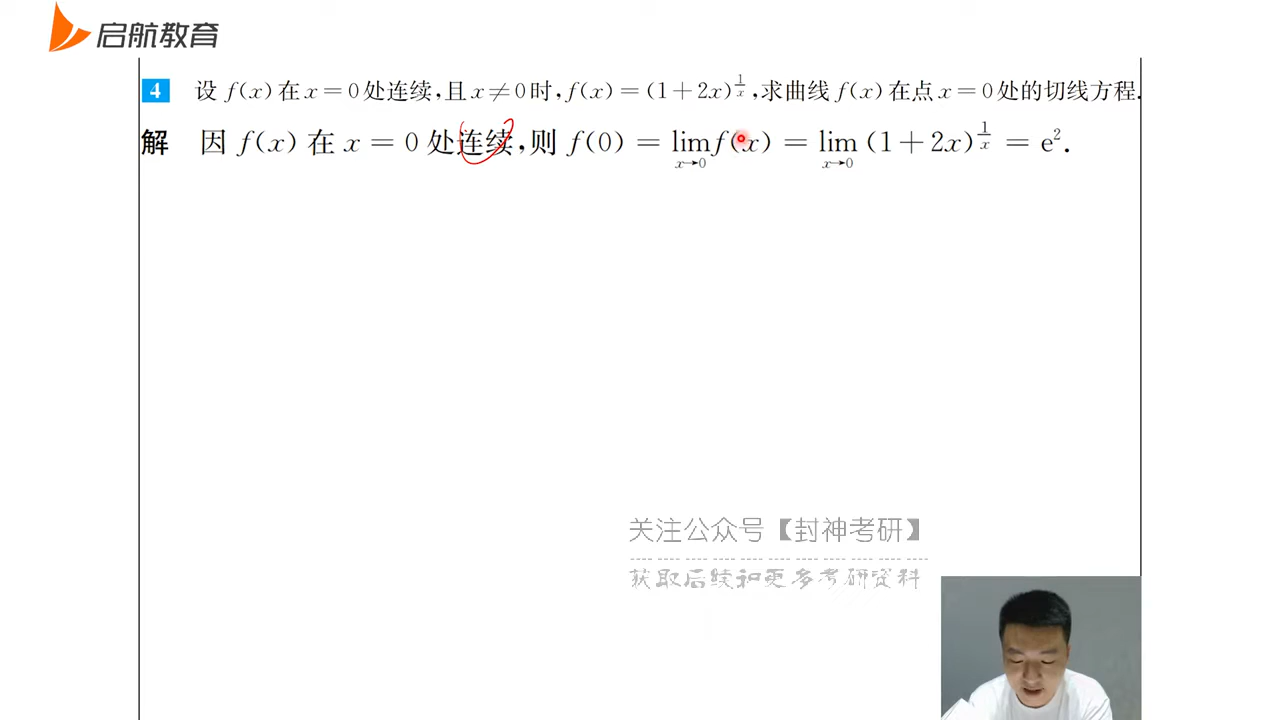 启航教育
4 设 f(x) 在 x = 0 处连续,且 x ≠ 0 时, f(x) = (1 + 2x)^{1/x},求曲线 f(x) 在点 x = 0 处的切线方程.
解 因 f(x) 在 x = 0 处连续,则 f(0) = lim_{x→0} f(x) = lim_{x→0} (1 + 2x)^{1/x} = e².
关注公众号【封神考研】
获取后续和更多考研资料